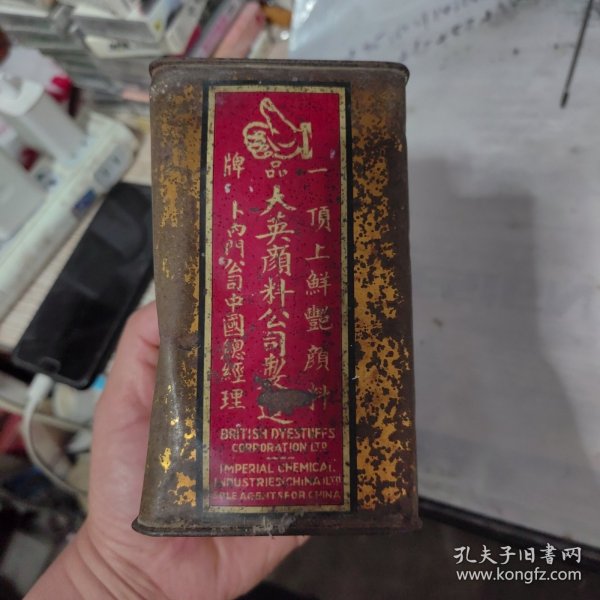 一品牌
頂上鮮艷顏料
大英顏料公司製造
卜內門公司中國總經理
BRITISH DYESTUFFS
CORPORATION LTD
IMPERIAL CHEMICAL
INDUSTRIES (CHINA) LTD
SOLE AGENTS FOR CHINA
孔夫子旧书网
www.kongfz.com